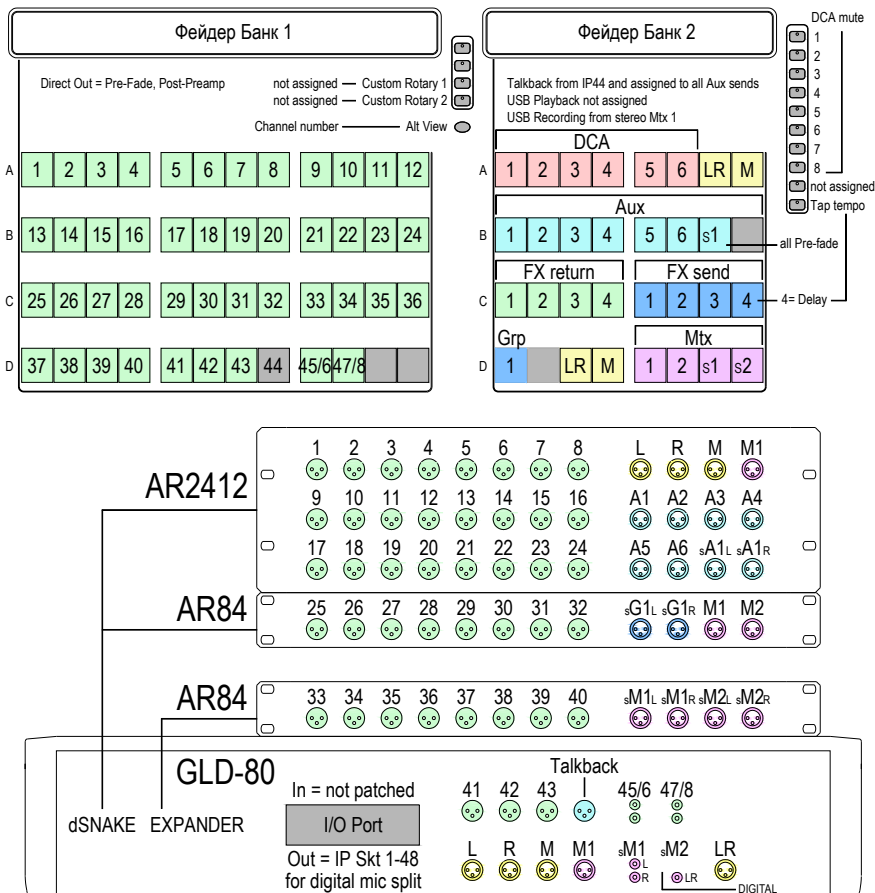 Фейдер Банк 1
Фейдер Банк 2
DCA mute
1
2
3
4
5
6
7
8
not assigned
Tap tempo
Direct Out = Pre-Fade, Post-Preamp
not assigned — Custom Rotary 1
not assigned — Custom Rotary 2
Channel number — Alt View
Talkback from IP44 and assigned to all Aux sends
USB Playback not assigned
USB Recording from stereo Mtx 1
DCA
A 1 2 3 4 5 6 7 8 9 10 11 12
A 1 2 3 4 5 6 LR M
Aux
B 13 14 15 16 17 18 19 20 21 22 23 24
B 1 2 3 4 5 6 s1
all Pre-fade
FX return FX send
C 25 26 27 28 29 30 31 32 33 34 35 36
C 1 2 3 4 1 2 3 4
4= Delay
Grp Mtx
D 37 38 39 40 41 42 43 44 45/6 47/8
D 1 LR M 1 2 s1 s2
AR2412
1 2 3 4 5 6 7 8 L R M M1
9 10 11 12 13 14 15 16 A1 A2 A3 A4
17 18 19 20 21 22 23 24 A5 A6 sA1L sA1R
AR84
25 26 27 28 29 30 31 32 sG1L sG1R M1 M2
AR84
33 34 35 36 37 38 39 40 sM1L sM1R sM2L sM2R
GLD-80
dSNAKE EXPANDER
In = not patched
I/O Port
Out = IP Skt 1-48
for digital mic split
Talkback
41 42 43 45/6 47/8
L R M M1 sM1 sM2 LR
L
R LR
DIGITAL